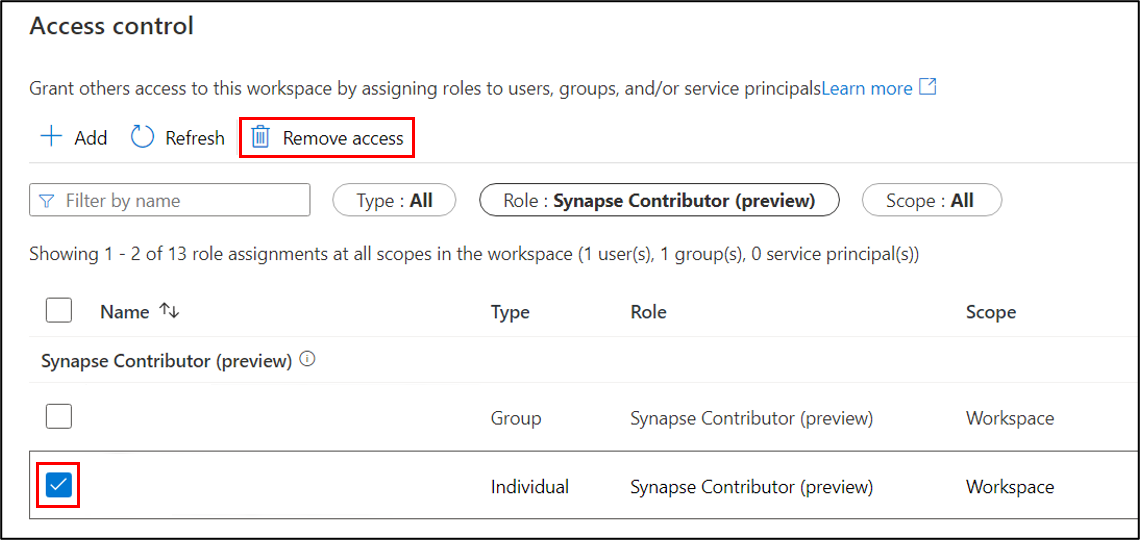 Access control
Grant others access to this workspace by assigning roles to users, groups, and/or service principalsLearn more
Add Refresh Remove access
Filter by name Type : All Role : Synapse Contributor (preview) Scope : All
Showing 1 - 2 of 13 role assignments at all scopes in the workspace (1 user(s), 1 group(s), 0 service principal(s))
Name Type Role Scope
Synapse Contributor (preview)
Group Synapse Contributor (preview) Workspace
Individual Synapse Contributor (preview) Workspace